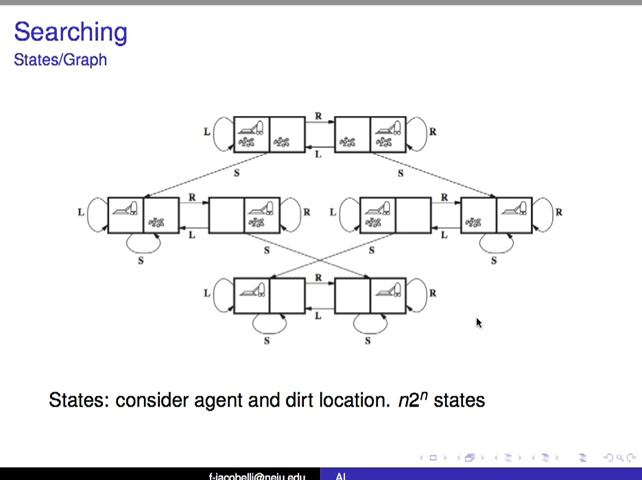 Searching
States/Graph
R
L R
L
S S
R R
L R L R
L L
S S
S S
R
L R
L
S S
States: consider agent and dirt location. n2ⁿ states
f-iacobelli@neiu.edu AI